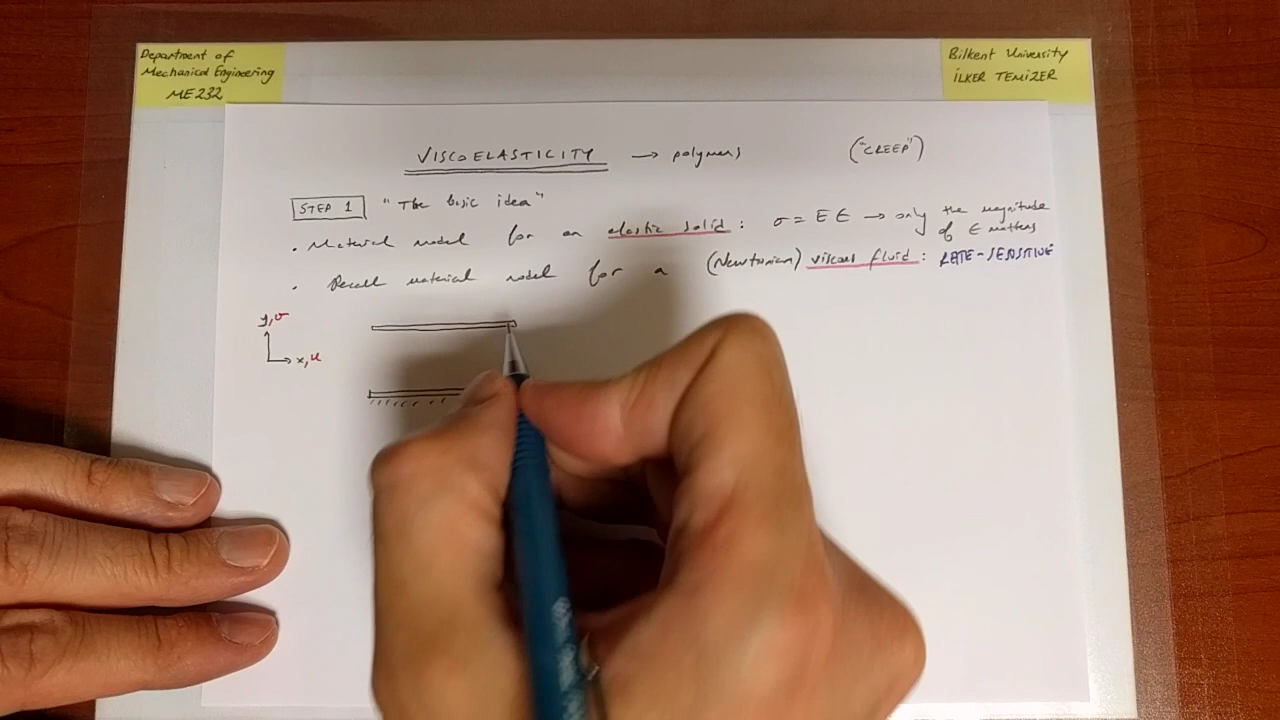 Department of
Mechanical Engineering
ME232
Bilkent University
İLKER TEMİZER
VISCOELASTICITY → polymers ("CREEP")
STEP 1 "The basic idea"
• Material model for an elastic solid : σ = E ϵ → only the magnitude of ϵ matters
• Recall material model for a (Newtonian) viscous fluid : RATE-SENSITIVE
y, v
x, u